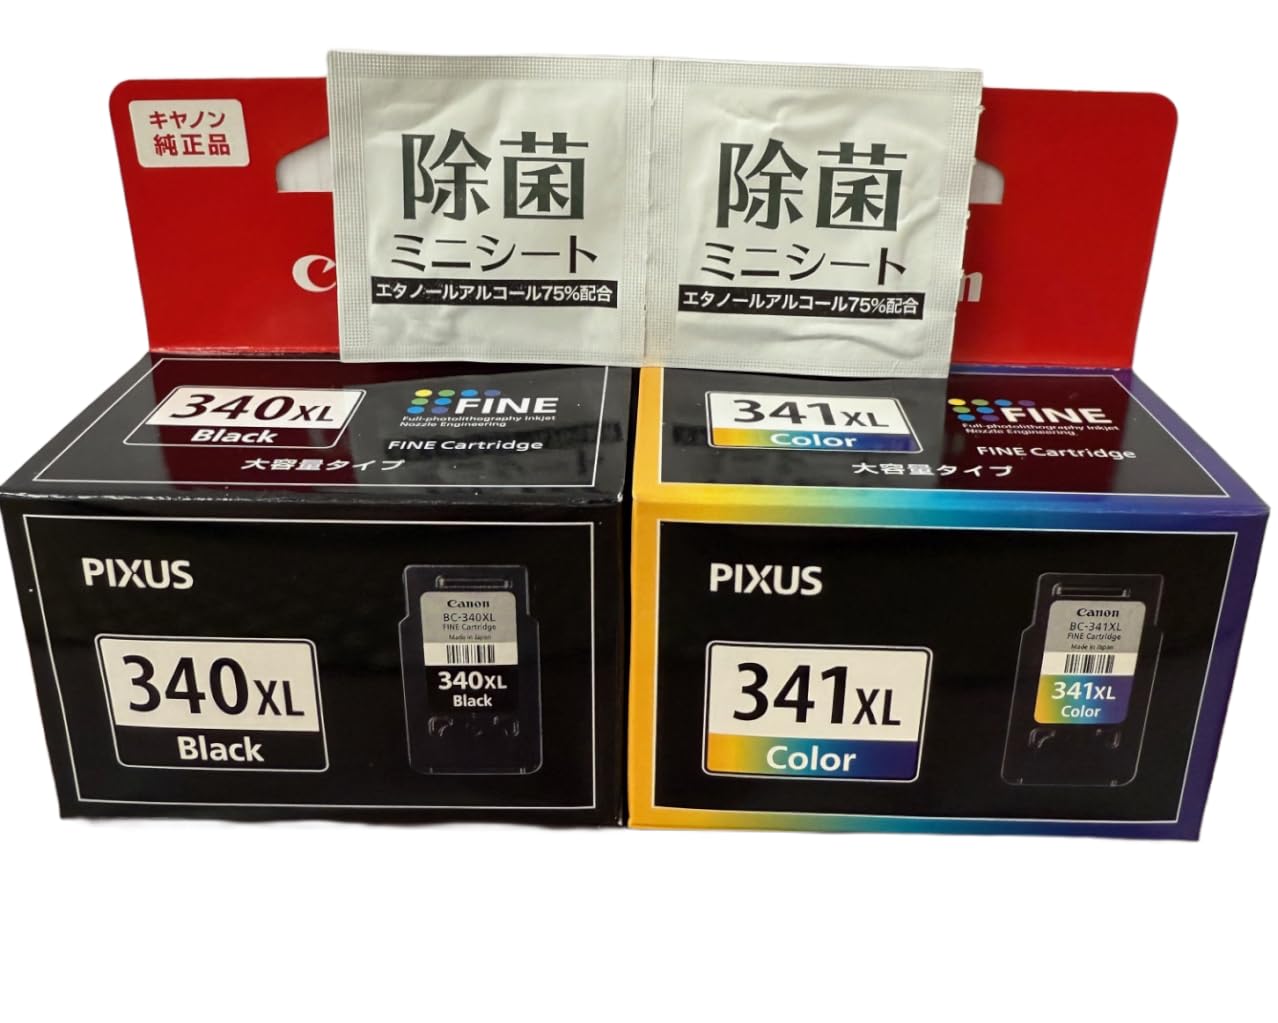 キヤノン
純正品
除菌
ミニシート
エタノールアルコール75%配合
除菌
ミニシート
エタノールアルコール75%配合
340XL
Black
FINE
Full-photolithography Inkjet
Nozzle Engineering
FINE Cartridge
大容量タイプ
341XL
Color
FINE
Full-photolithography Inkjet
Nozzle Engineering
FINE Cartridge
大容量タイプ
PIXUS
340XL
Black
Canon
BC-340XL
FINE Cartridge
Made in Japan
340XL
Black
PIXUS
341XL
Color
Canon
BC-341XL
FINE Cartridge
Made in Japan
341XL
Color